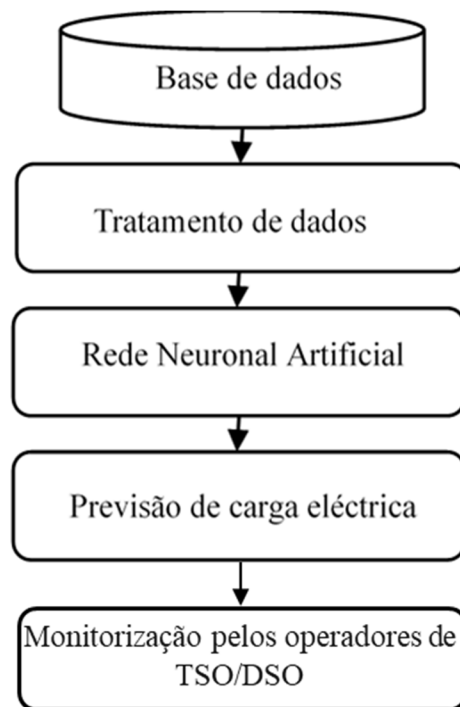 Base de dados
Tratamento de dados
Rede Neuronal Artificial
Previsão de carga eléctrica
Monitorização pelos operadores de
TSO/DSO